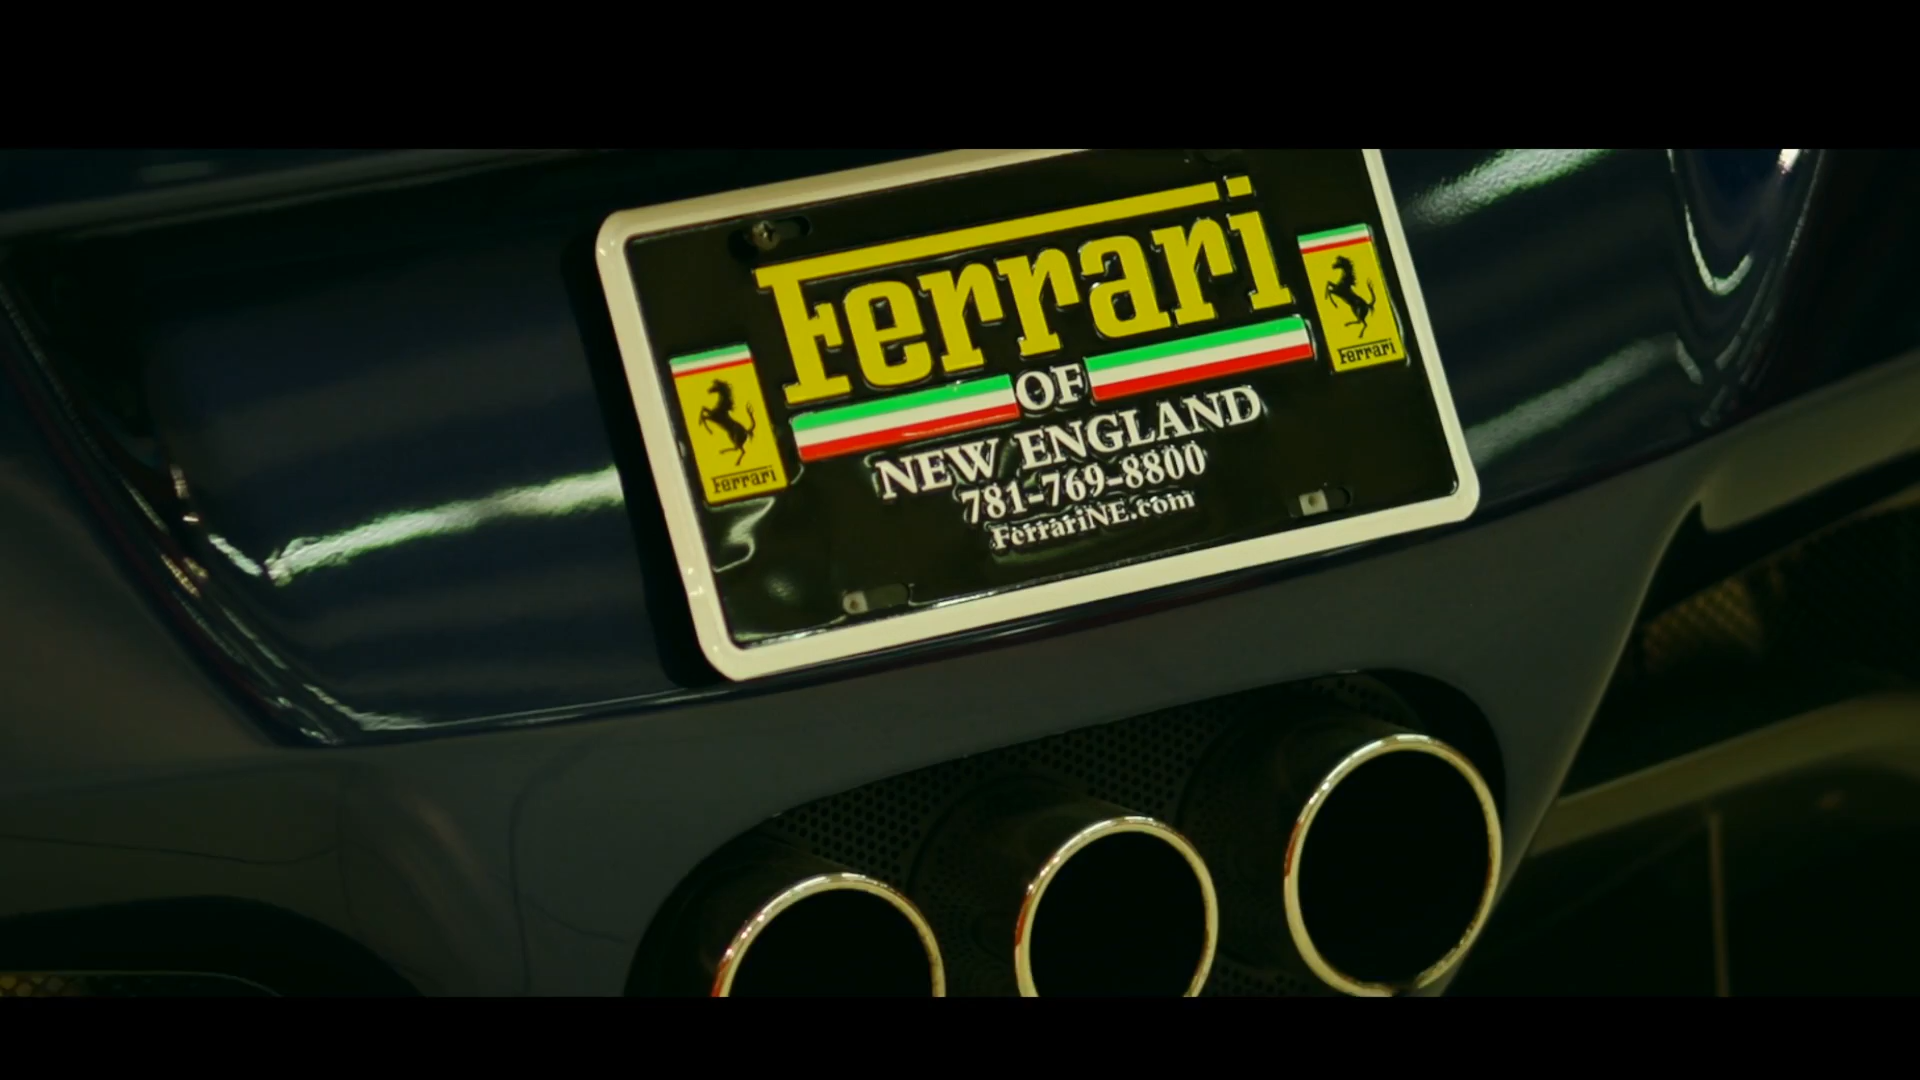 Ferrari
OF
NEW ENGLAND
781-769-8800
FerrariNE.com
Ferrari
Ferrari